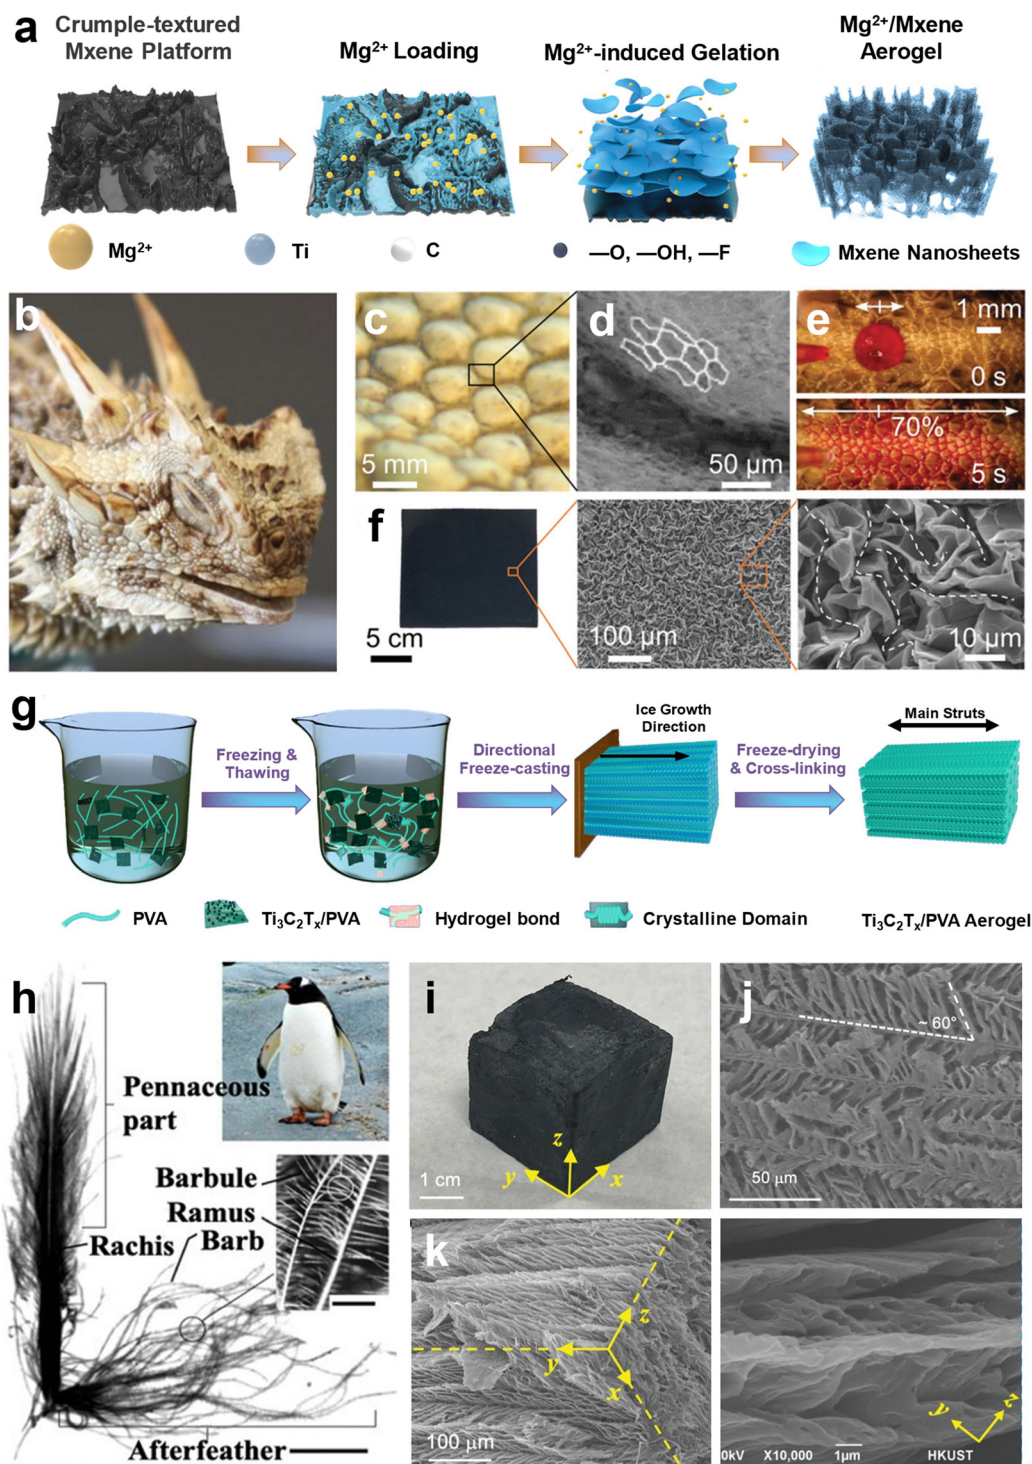 a
Crumple-textured
Mxene Platform
Mg²⁺ Loading
Mg²⁺-induced Gelation
Mg²⁺/Mxene
Aerogel
Mg²⁺
Ti
C
—O, —OH, —F
Mxene Nanosheets
b
c
5 mm
d
50 μm
e
1 mm
0 s
70%
5 s
f
5 cm
100 μm
10 μm
g
Freezing &
Thawing
Directional
Freeze-casting
Ice Growth
Direction
Freeze-drying
& Cross-linking
Main Struts
PVA
Ti₃C₂Tₓ/PVA
Hydrogel bond
Crystalline Domain
Ti₃C₂Tₓ/PVA Aerogel
h
Pennaceous
part
Barbule
Ramus
Rachis
Barb
Afterfeather
i
z
y
x
1 cm
j
~ 60°
50 μm
k
z
y
x
100 μm
y
z
0kV X10,000 1μm HKUST